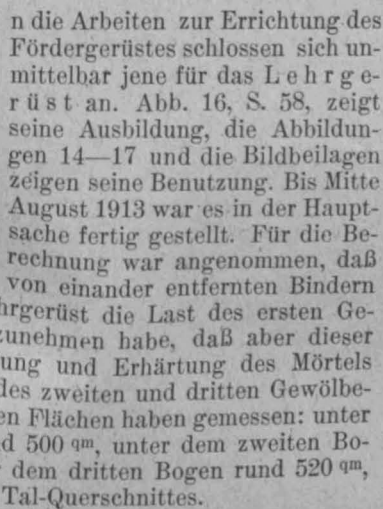 n die Arbeiten zur Errichtung des
Fördergerüstes schlossen sich un-
mittelbar jene für das Lehrge-
rüst an. Abb. 16, S. 58, zeigt
seine Ausbildung, die Abbildun-
gen 14—17 und die Bildbeilagen
zeigen seine Benutzung. Bis Mitte
August 1913 war es in der Haupt-
sache fertig gestellt. Für die Be-
rechnung war angenommen, daß
von einander entfernten Bindern
hrgerüst die Last des ersten Ge-
zunehmen habe, daß aber dieser
ung und Erhärtung des Mörtels
des zweiten und dritten Gewölbe-
en Flächen haben gemessen: unter
d 500 qm, unter dem zweiten Bo-
dem dritten Bogen rund 520 qm,
Tal-Querschnittes.